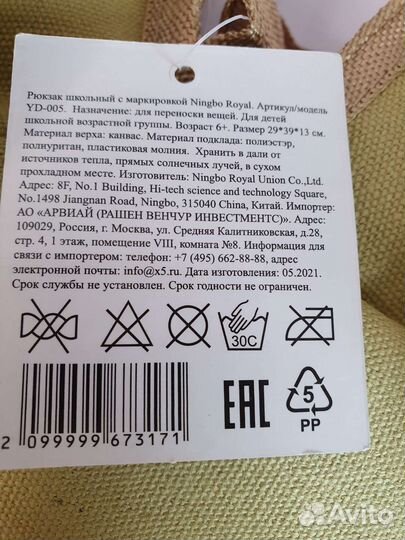 Рюкзак школьный с маркировкой Ningbo Royal. Артикул/модель
YD-005. Назначение: для переноски вещей. Для детей
школьной возрастной группы. Возраст 6+. Размер 29*39*13 см.
Материал верха: канвас. Материал подклада: полиэстэр,
полиуритан, пластиковая молния. Хранить в дали от
источников тепла, прямых солнечных лучей, в сухом
прохладном месте. Изготовитель: Ningbo Royal Union Co.,Ltd.
Адрес: 8F, No.1 Building, Hi-tech science and technology Square,
No.1498 Jiangnan Road, Ningbo, 315040 China, Китай. Импортер:
АО «АРВИАЙ (РАШЕН ВЕНЧУР ИНВЕСТМЕНТС)». Адрес:
109029, Россия, г. Москва, ул. Средняя Калитниковская, д.28,
стр. 4, 1 этаж, помещение VIII, комната №8. Информация для
связи с импортером: телефон: +7 (495) 662-88-88, адрес
электронной почты: info@x5.ru. Дата изготовления 05.2021.
Срок службы не установлен. Срок годности не ограничен.
30C
EAC
5
PP
2 099999 673171
Avito